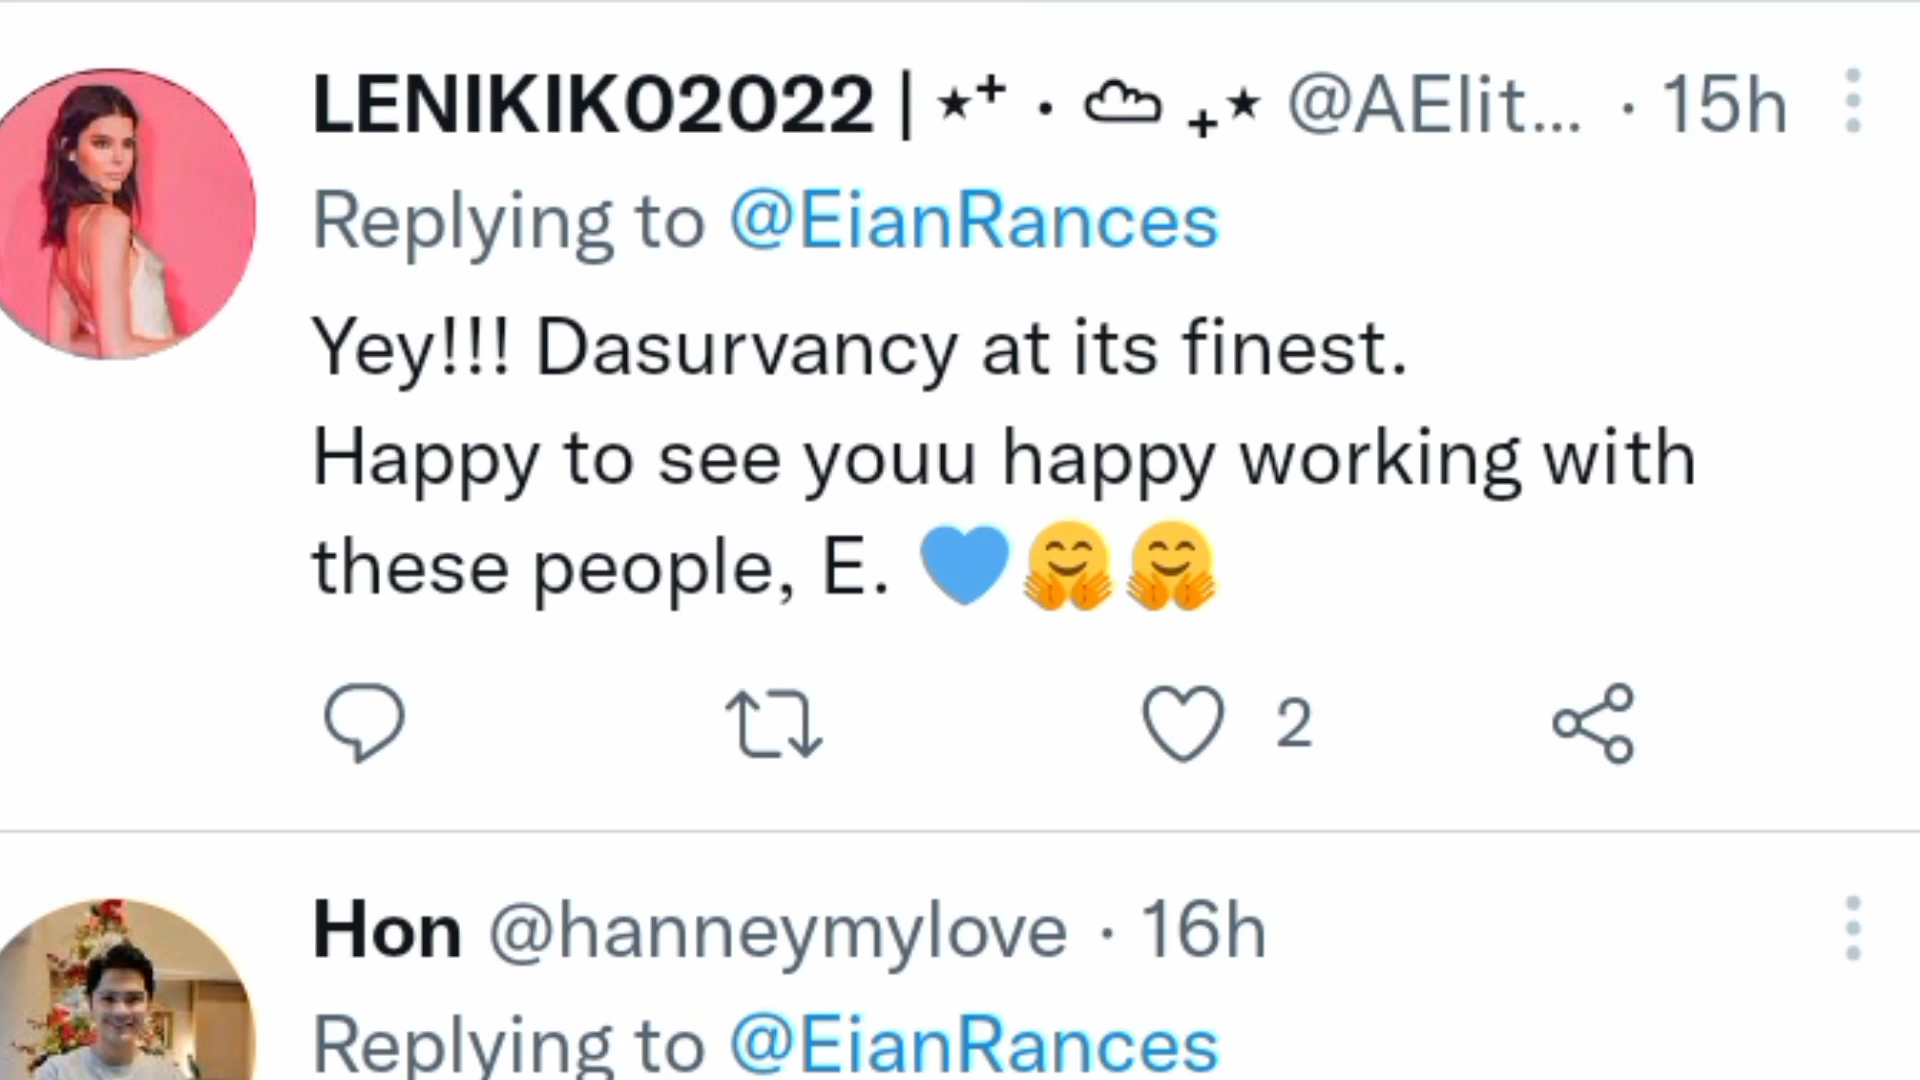 LENIKIK02022 | ⋆⁺ · ☁ ₊⋆ @AElit... · 15h
Replying to @EianRances
Yey!!! Dasurvancy at its finest.
Happy to see youu happy working with
these people, E. 💙🤗🤗
2
Hon @hanneymylove · 16h
Replying to @EianRances